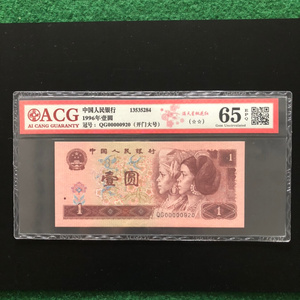 ACG
AI CANG GUARANTY
中国人民银行 13535284
1996年壹圆
冠号: QG00000920 (开门大号)
65
EPQ
Gem Uncirculated
中国人民银行
壹圆
1
QG00000920
1